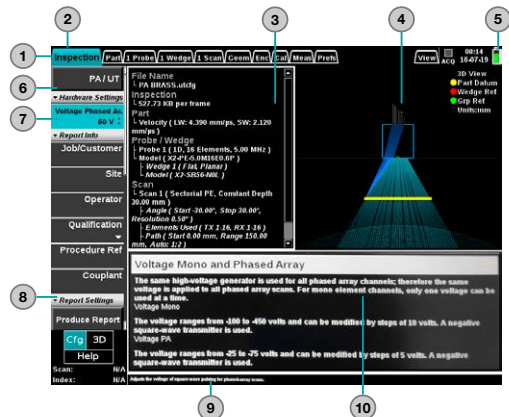 2
3
4
5
1
Inspection Part 1 Probe 1 Wedge 1 Scan Geom Enc Cal Meas Prefs View ACQ 09:14 16-07-19
6
PA / UT
Hardware Settings
7
Voltage Phased Ar.
50 V
Report Info
Job/Customer
Site
Operator
Qualification
Procedure Ref
Couplant
8
Report Settings
Produce Report
Cfg 3D
Help
Scan: N/A
Index: N/A
File Name
PA BRASS.utcfg
Inspection
527.73 KB per frame
Part
Velocity ( LW: 4.390 mm/µs, SW: 2.120
mm/µs )
Probe / Wedge
Probe 1 ( 1D, 16 Elements, 5.00 MHz )
Model ( X2-PE-5.0M16E0.6P )
Wedge 1 ( Flat, Planar )
Model ( X2-SB56-N0L )
Scan
Scan 1 ( Sectorial PE, Constant Depth
30.00 mm )
Angle ( Start -30.00°, Stop 30.00°,
Resolution 0.50° )
Elements Used ( TX 1-16, RX 1-16 )
Path ( Start 0.00 mm, Range 150.00
mm, Auto: 1:2 )
3D View
Part Datum
Wedge Ref
Grp Ref
Units:mm
Voltage Mono and Phased Array
The same high-voltage generator is used for all phased array channels; therefore the same
voltage is applied to all phased array scans. For mono element channels, only one voltage can be
used at a time.
Voltage Mono
The voltage ranges from -100 to -450 volts and can be modified by steps of 10 volts. A negative
square-wave transmitter is used.
Voltage PA
The voltage ranges from -25 to -75 volts and can be modified by steps of 5 volts. A negative
square-wave transmitter is used.
Adjusts the voltage of square-wave pulsing for phased-array scans.
9
10